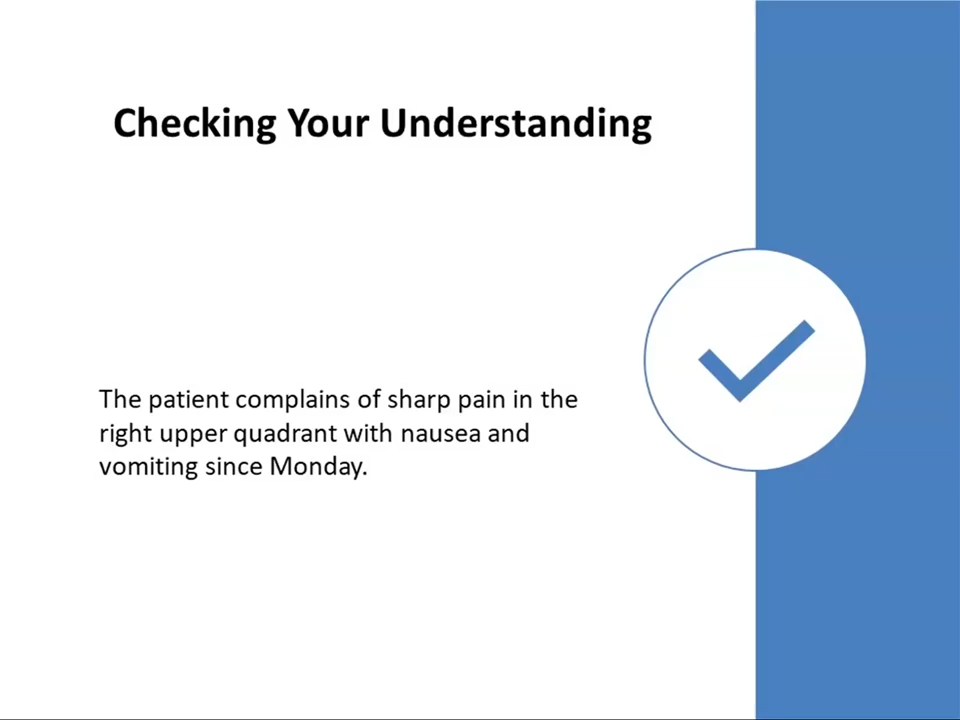 Checking Your Understanding
The patient complains of sharp pain in the
right upper quadrant with nausea and
vomiting since Monday.